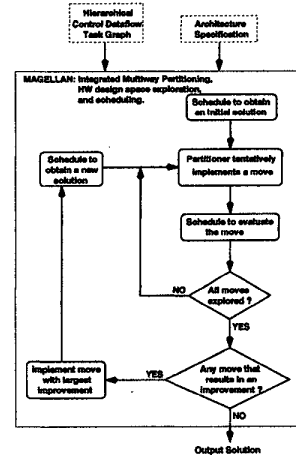 Hierarchical
Control Dataflow
Task Graph
Architecture
Specification
MAGELLAN: Integrated Multiway Partitioning,
HW design space exploration,
and scheduling.
Schedule to obtain
an initial solution
Schedule to
obtain a new
solution
Partitioner tentatively
implements a move
Schedule to evaluate
the move
NO
All moves
explored ?
YES
Implement move
with largest
improvement
YES
Any move that
results in an
improvement ?
NO
Output Solution